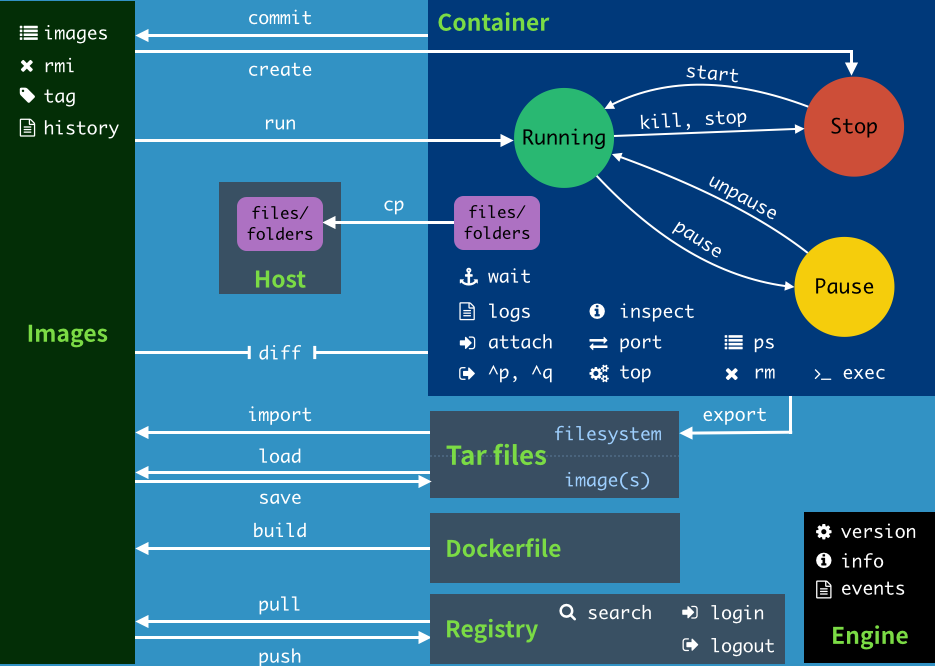 images
rmi
tag
history
Images
commit
create
run
Container
start
kill, stop
Running
Stop
unpause
pause
Pause
files/
folders
Host
cp
files/
folders
wait
logs
inspect
attach
port
ps
^p, ^q
top
rm
>_ exec
diff
import
export
filesystem
Tar files
load
image(s)
save
build
Dockerfile
pull
push
Registry
search
login
logout
version
info
events
Engine